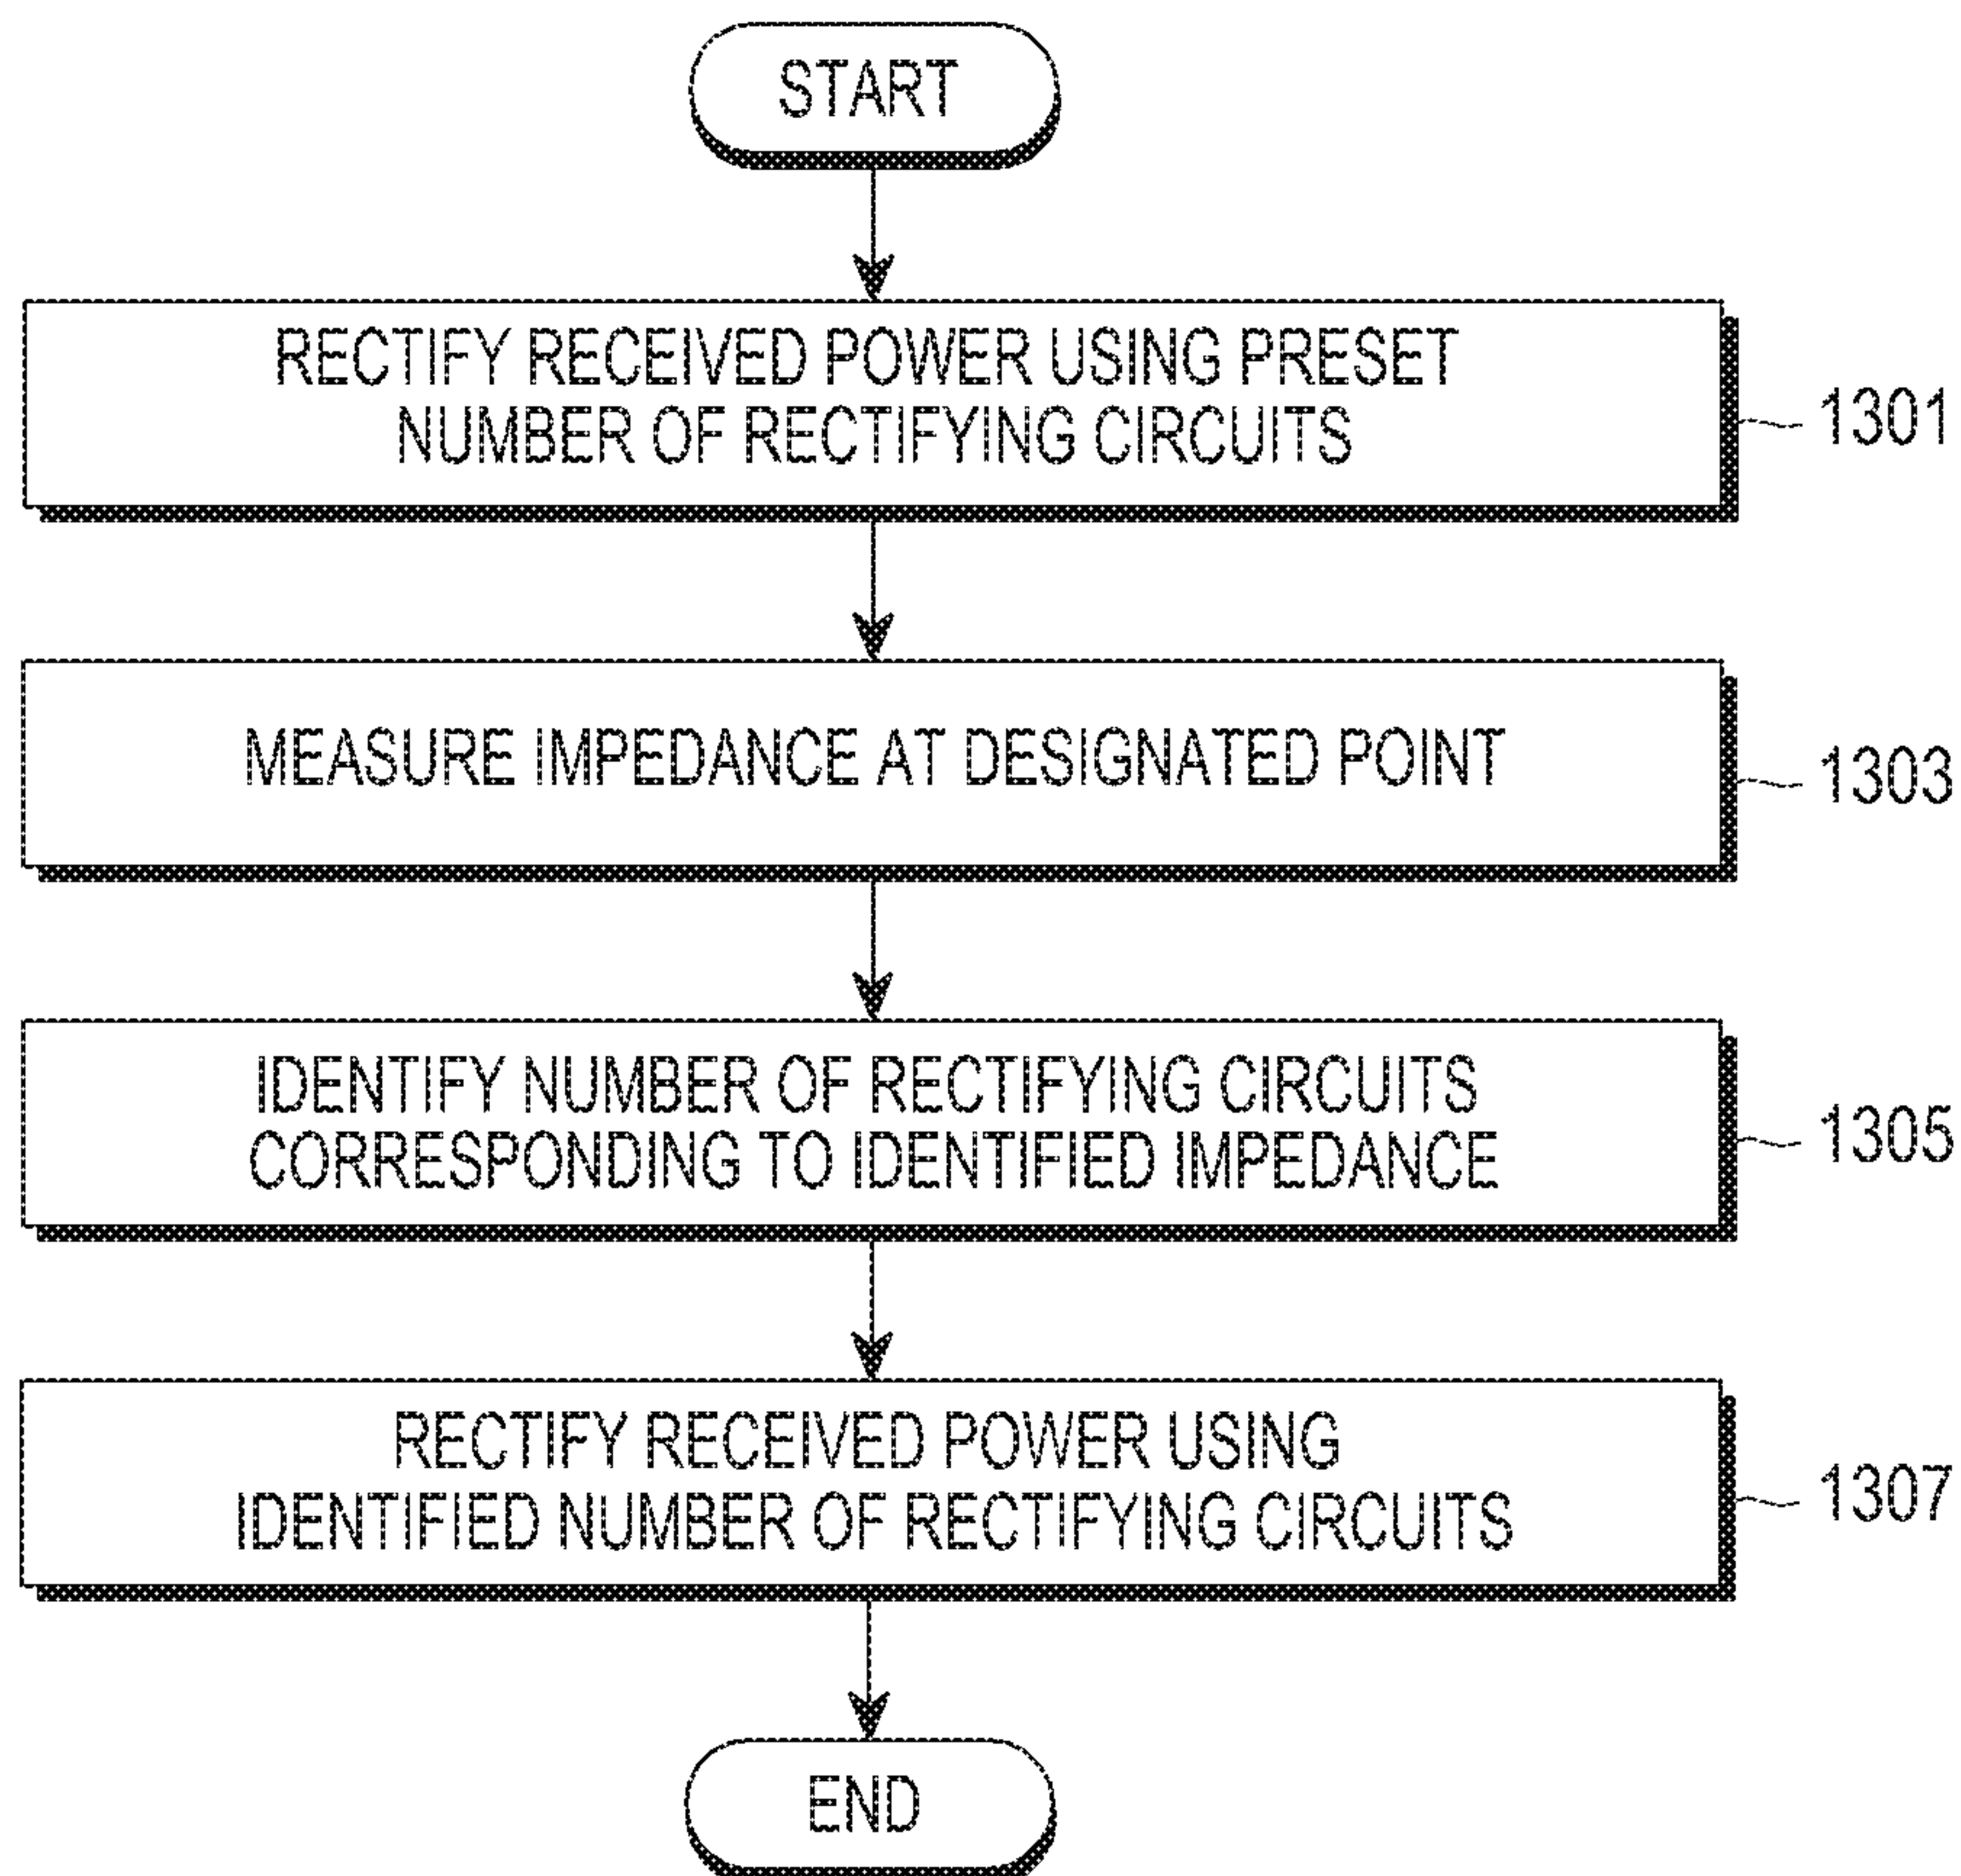 START
RECTIFY RECEIVED POWER USING PRESET
NUMBER OF RECTIFYING CIRCUITS
1301
MEASURE IMPEDANCE AT DESIGNATED POINT
1303
IDENTIFY NUMBER OF RECTIFYING CIRCUITS
CORRESPONDING TO IDENTIFIED IMPEDANCE
1305
RECTIFY RECEIVED POWER USING
IDENTIFIED NUMBER OF RECTIFYING CIRCUITS
1307
END